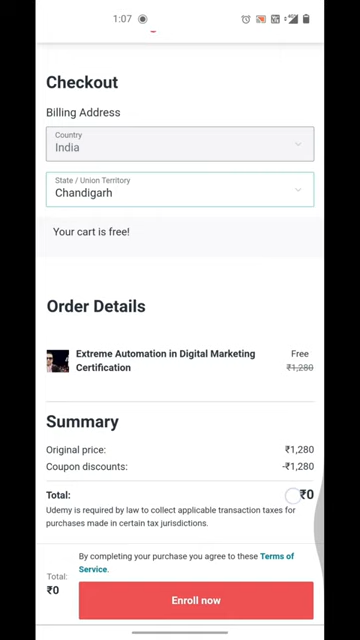 1:07
Checkout
Billing Address
Country
India
State / Union Territory
Chandigarh
Your cart is free!
Order Details
Extreme Automation in Digital Marketing Free
Certification ₹1,280
Summary
Original price: ₹1,280
Coupon discounts: -₹1,280
Total: ₹0
Udemy is required by law to collect applicable transaction taxes for
purchases made in certain tax jurisdictions.
By completing your purchase you agree to these Terms of
Service.
Total:
₹0
Enroll now